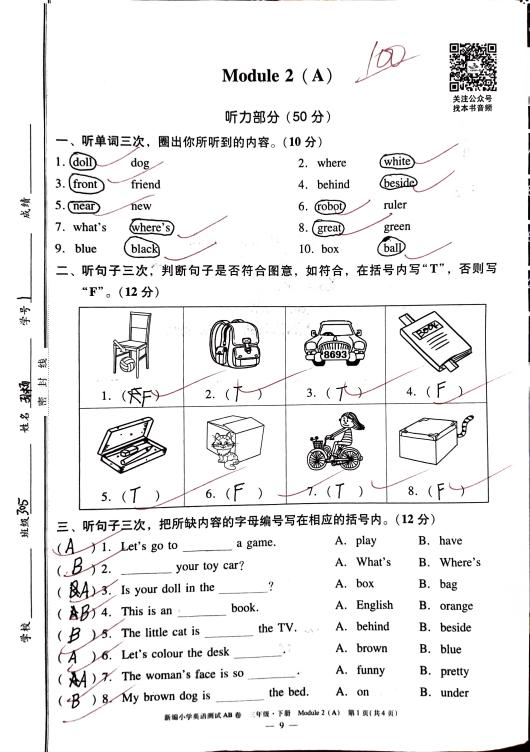 100
Module 2 (A)
关注公众号
找本书音频
听力部分 (50 分)
一、听单词三次，圈出你所听到的内容。(10 分)
1. doll dog 2. where white
3. front friend 4. behind beside
5. near new 6. robot ruler
7. what's where's 8. great green
9. blue black 10. box ball
二、听句子三次，判断句子是否符合图意，如符合，在括号内写“T”，否则写
“F”。(12 分)
8693
Book
1. (F) 2. (T) 3. (T) 4. (F)
5. (T) 6. (F) 7. (T) 8. (F)
三、听句子三次，把所缺内容的字母编号写在相应的括号内。(12 分)
(A) 1. Let's go to ______ a game. A. play B. have
(B) 2. ______ your toy car? A. What's B. Where's
(A) 3. Is your doll in the ______? A. box B. bag
(B) 4. This is an ______ book. A. English B. orange
(B) 5. The little cat is ______ the TV. A. behind B. beside
(A) 6. Let's colour the desk ______. A. brown B. blue
(A) 7. The woman's face is so ______. A. funny B. pretty
(B) 8. My brown dog is ______ the bed. A. on B. under
新编小学英语测试 AB 卷 三年级·下册 Module 2 (A) 第 1 页(共 4 页)
— 9 —
学校 班级 305 姓名 学号 1 成绩
密 封 线